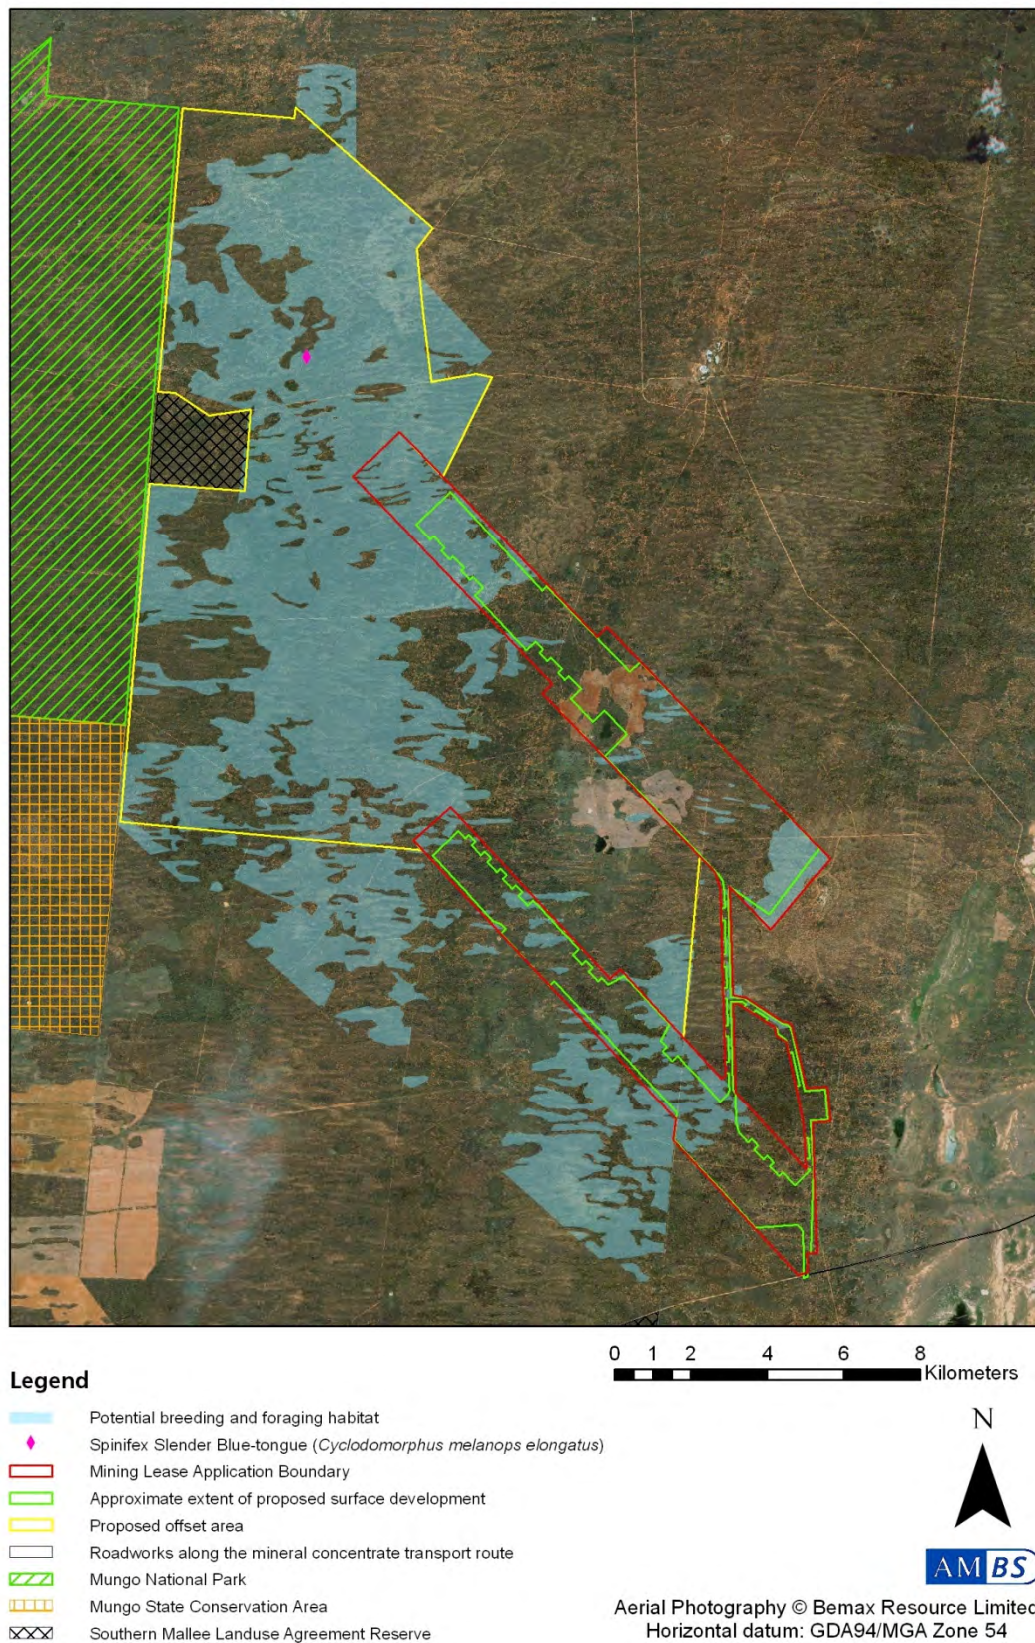 0 1 2 4 6 8
Kilometers
Legend
Potential breeding and foraging habitat
Spinifex Slender Blue-tongue (Cyclodomorphus melanops elongatus)
Mining Lease Application Boundary
Approximate extent of proposed surface development
Proposed offset area
Roadworks along the mineral concentrate transport route
Mungo National Park
Mungo State Conservation Area
Southern Mallee Landuse Agreement Reserve
N
AMBS
Aerial Photography © Bemax Resource Limited
Horizontal datum: GDA94/MGA Zone 54